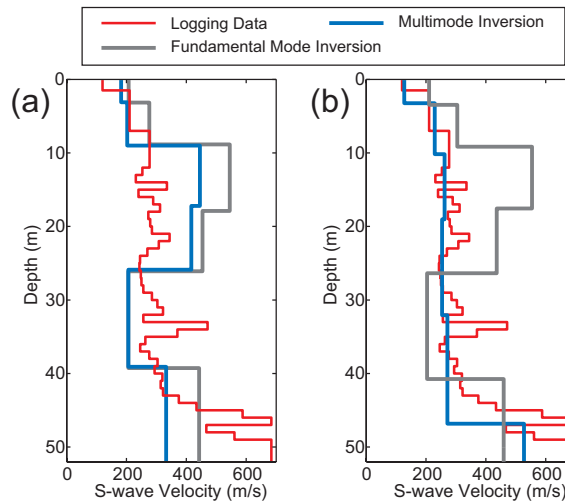 Logging Data
Multimode Inversion
Fundamental Mode Inversion
(a)
(b)
0
10
20
30
40
50
Depth (m)
0
200
400
600
S-wave Velocity (m/s)
0
10
20
30
40
50
Depth (m)
0
200
400
600
S-wave Velocity (m/s)